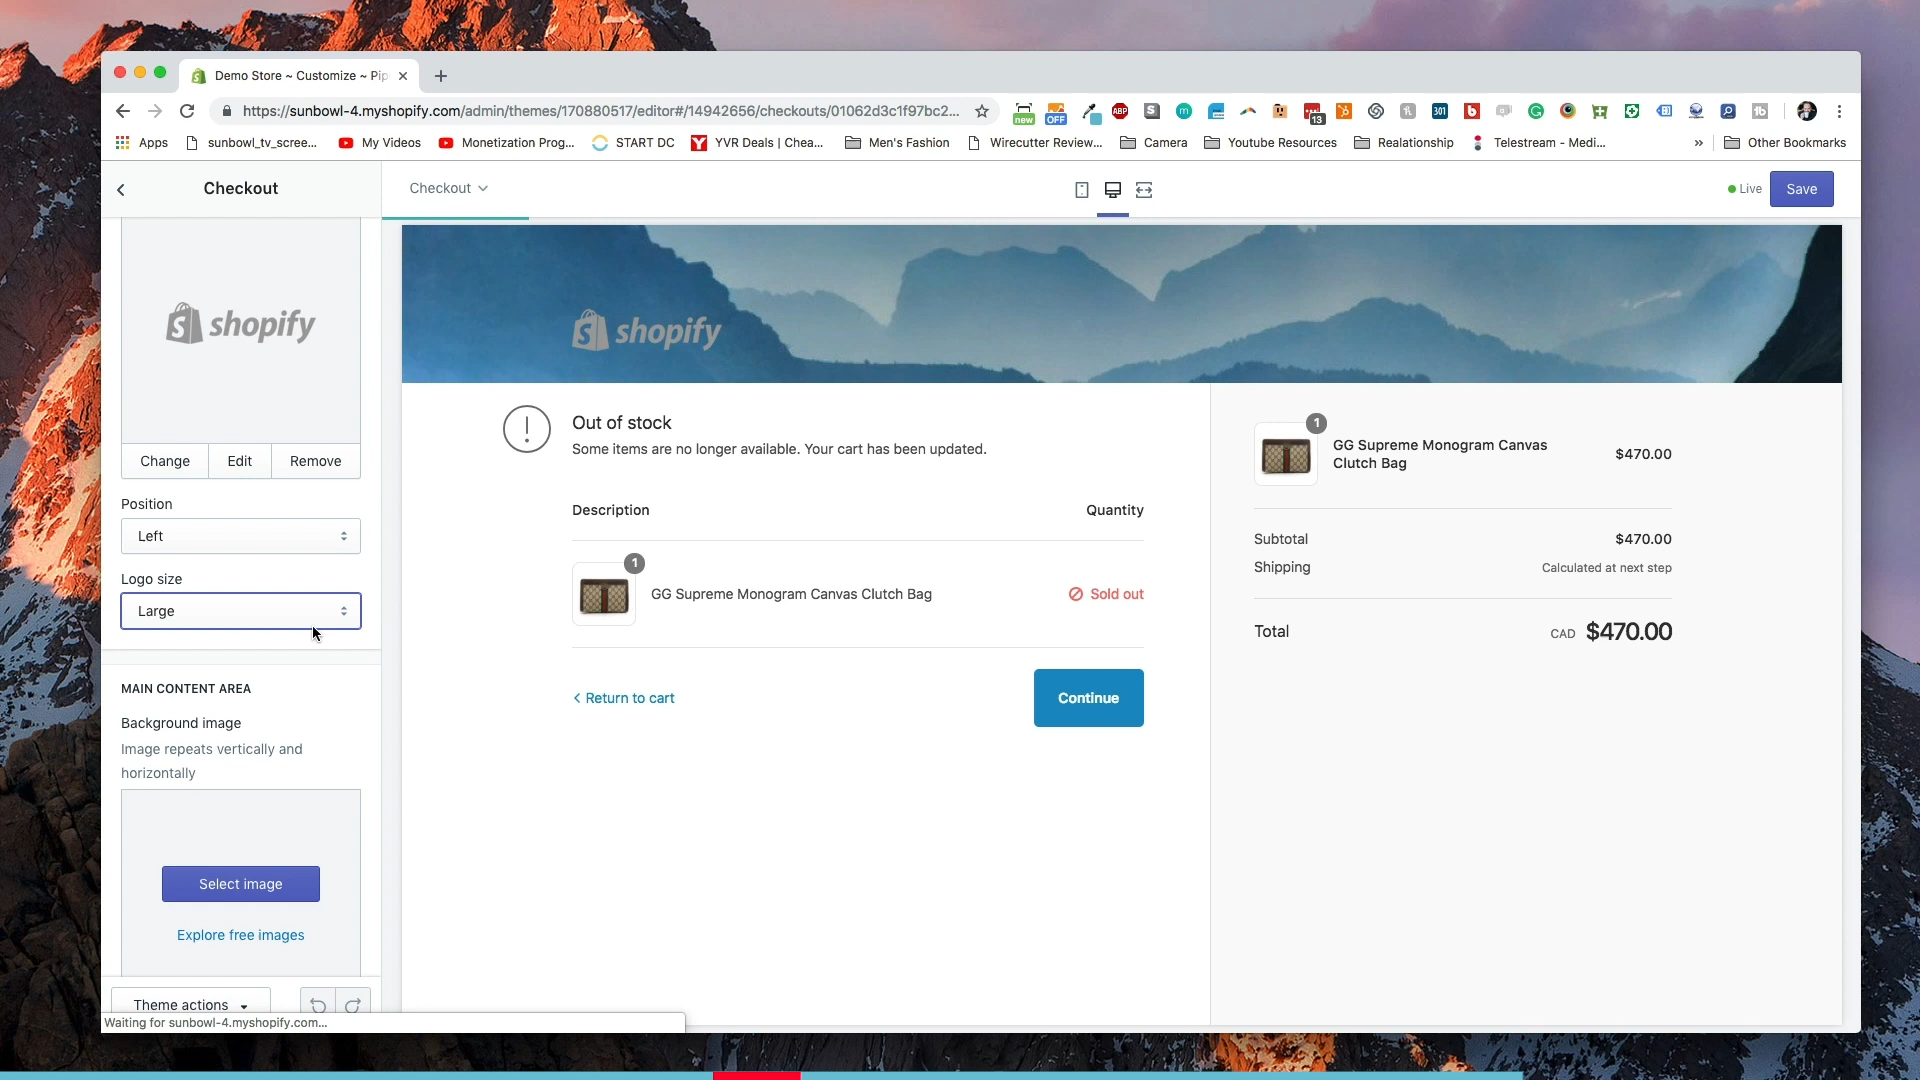 Demo Store ~ Customize ~ Pip
https://sunbowl-4.myshopify.com/admin/themes/170880517/editor#/14942656/checkouts/01062d3c1f97bc2...
new
OFF
ABP
S
m
13
301
b
1b
Apps
sunbowl_tv_scree...
My Videos
Monetization Prog...
START DC
YVR Deals | Chea...
Men's Fashion
Wirecutter Review...
Camera
Youtube Resources
Realationship
Telestream - Medi...
»
Other Bookmarks
Checkout
Checkout
Live
Save
shopify
Change
Edit
Remove
Position
Left
Logo size
Large
MAIN CONTENT AREA
Background image
Image repeats vertically and
horizontally
Select image
Explore free images
Theme actions
Waiting for sunbowl-4.myshopify.com...
shopify
Out of stock
Some items are no longer available. Your cart has been updated.
Description
Quantity
1
GG Supreme Monogram Canvas Clutch Bag
Sold out
< Return to cart
Continue
1
GG Supreme Monogram Canvas
Clutch Bag
$470.00
Subtotal
$470.00
Shipping
Calculated at next step
Total
CAD $470.00